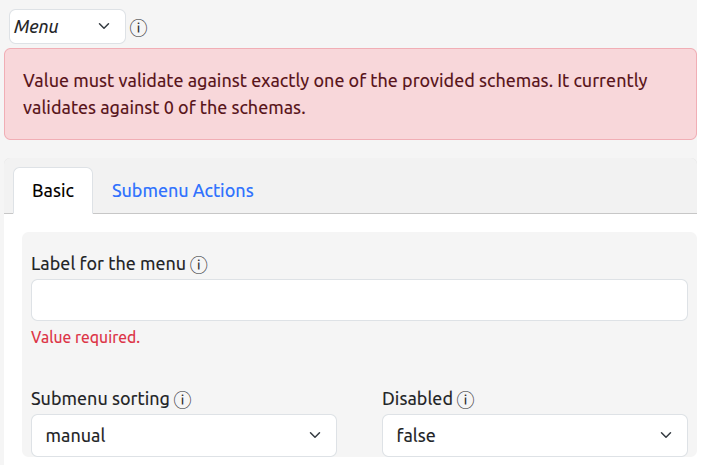 Menu
Value must validate against exactly one of the provided schemas. It currently
validates against 0 of the schemas.
Basic Submenu Actions
Label for the menu
Value required.
Submenu sorting Disabled
manual false